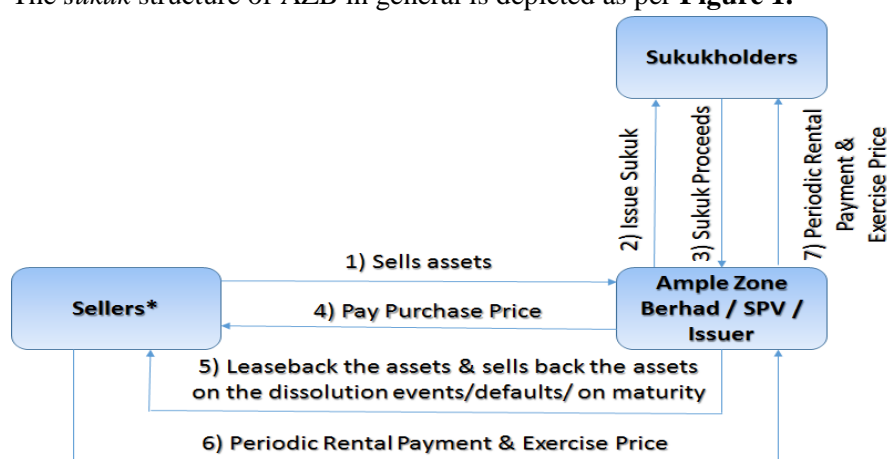 The sukuk structure of AZB in general is depicted as per Figure 1.
Sukukholders
2) Issue Sukuk
3) Sukuk Proceeds
7) Periodic Rental
Payment &
Exercise Price
1) Sells assets
Sellers*
4) Pay Purchase Price
Ample Zone
Berhad / SPV /
Issuer
5) Leaseback the assets & sells back the assets
on the dissolution events/defaults/ on maturity
6) Periodic Rental Payment & Exercise Price